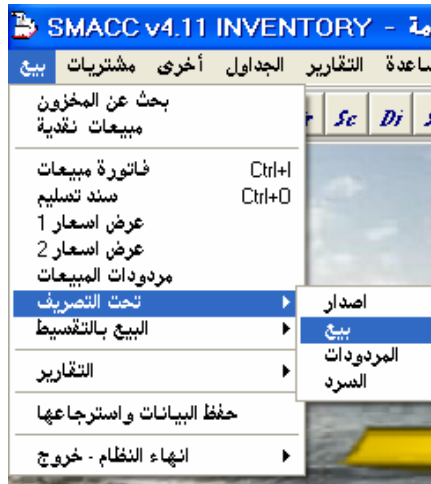 SMACC v4.11 INVENTORY -
بيع مشتريات أخرى الجداول التقارير
Sc Di
بحث عن المخزون
مبيعات نقدية
فاتورة مبيعات Ctrl+I
سند تسليم Ctrl+O
عرض اسعار 1
عرض اسعار 2
مردودات المبيعات
تحت التصريف
البيع بالتقسيط
التقارير
حفظ البيانات واسترجاعها
انهاء النظام - خروج
اصدار
بيع
المردودات
السرد